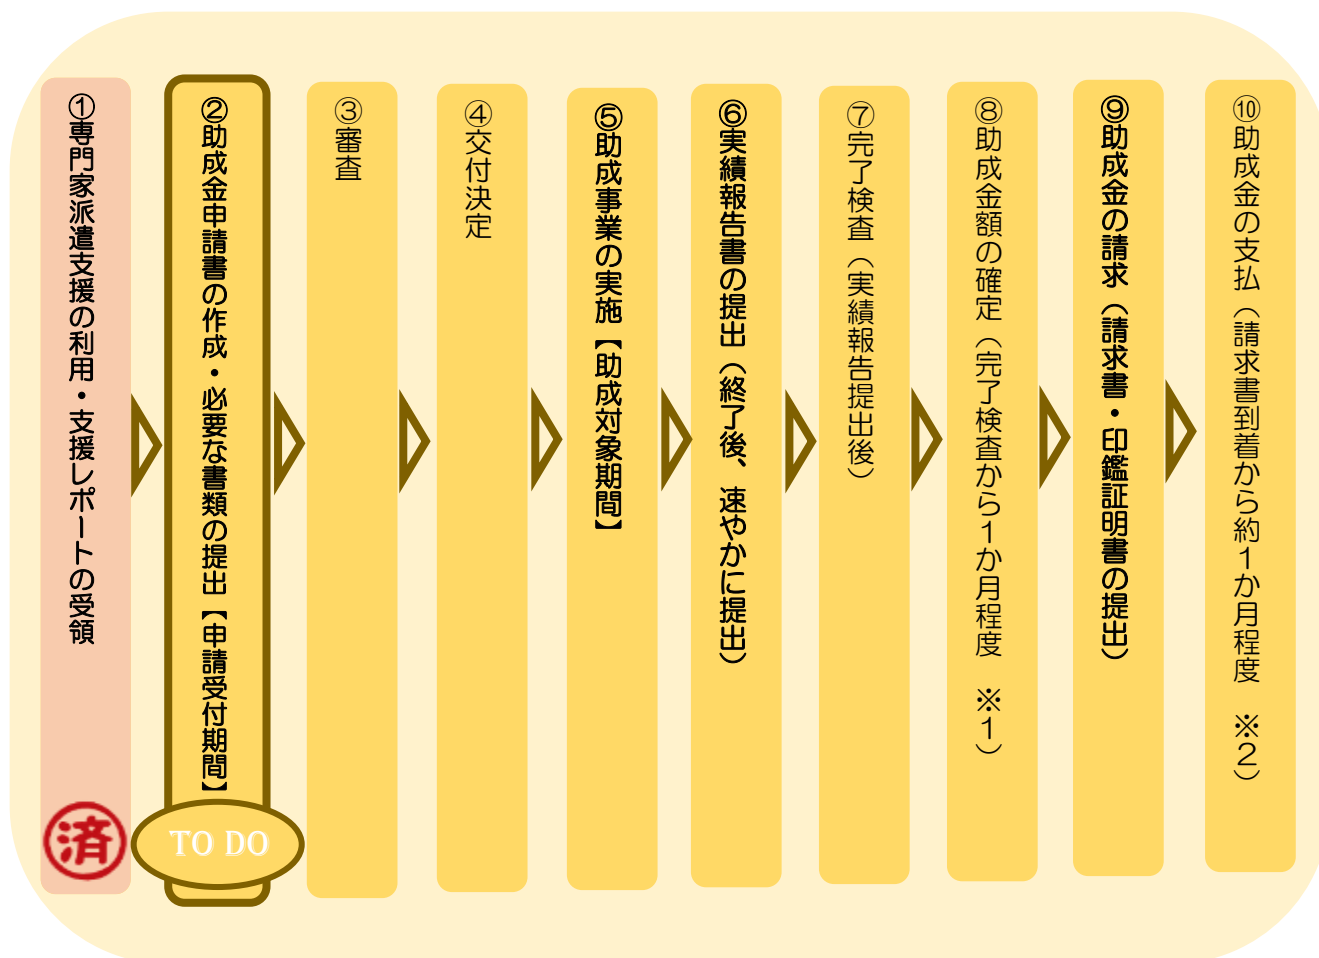 ①専門家派遣支援の利用・支援レポートの受領
済
②助成金申請書の作成・必要な書類の提出【申請受付期間】
TO DO
③審査
④交付決定
⑤助成事業の実施【助成対象期間】
⑥実績報告書の提出（終了後、速やかに提出）
⑦完了検査（実績報告提出後）
⑧助成金額の確定（完了検査から１か月程度　※１）
⑨助成金の請求（請求書・印鑑証明書の提出）
⑩助成金の支払（請求書到着から約１か月程度　※２）